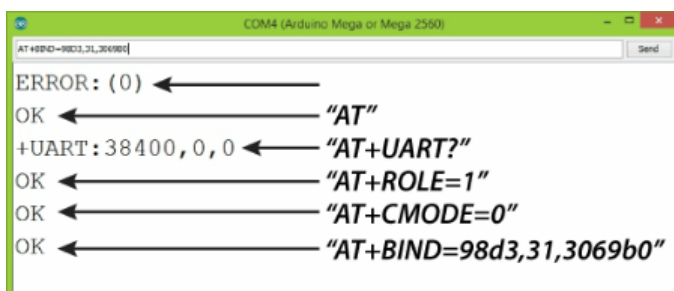 COM4 (Arduino Mega or Mega 2560)
Send
ERROR:(0)
OK "AT"
+UART:38400,0,0 "AT+UART?"
OK "AT+ROLE=1"
OK "AT+CMODE=0"
OK "AT+BIND=98d3,31,3069b0"